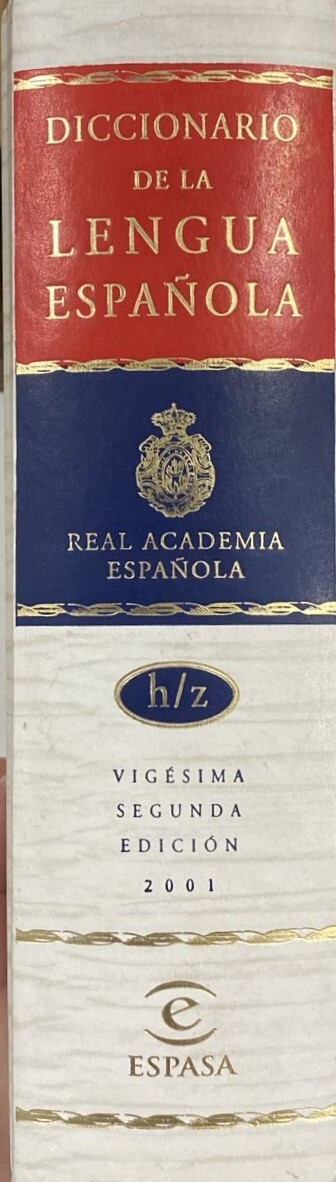 DICCIONARIO
DE LA
LENGUA
ESPAÑOLA
REAL ACADEMIA
ESPAÑOLA
h/z
VIGÉSIMA
SEGUNDA
EDICIÓN
2001
e
ESPASA